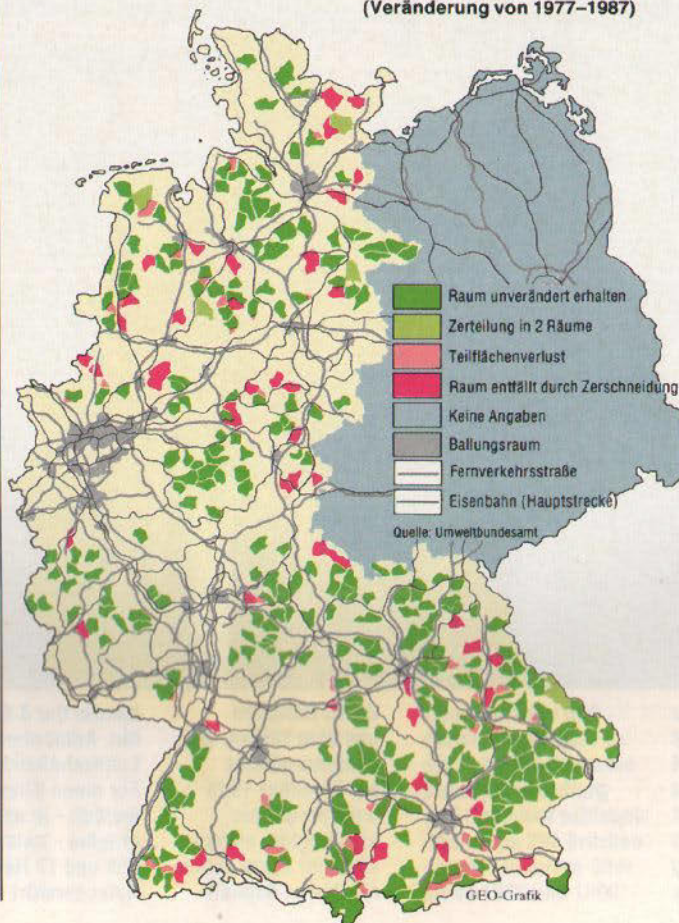 (Veränderung von 1977–1987)
Raum unverändert erhalten
Zerteilung in 2 Räume
Teilflächenverlust
Raum entfällt durch Zerschneidung
Keine Angaben
Ballungsraum
Fernverkehrsstraße
Eisenbahn (Hauptstrecke)
Quelle: Umweltbundesamt
GEO-Grafik